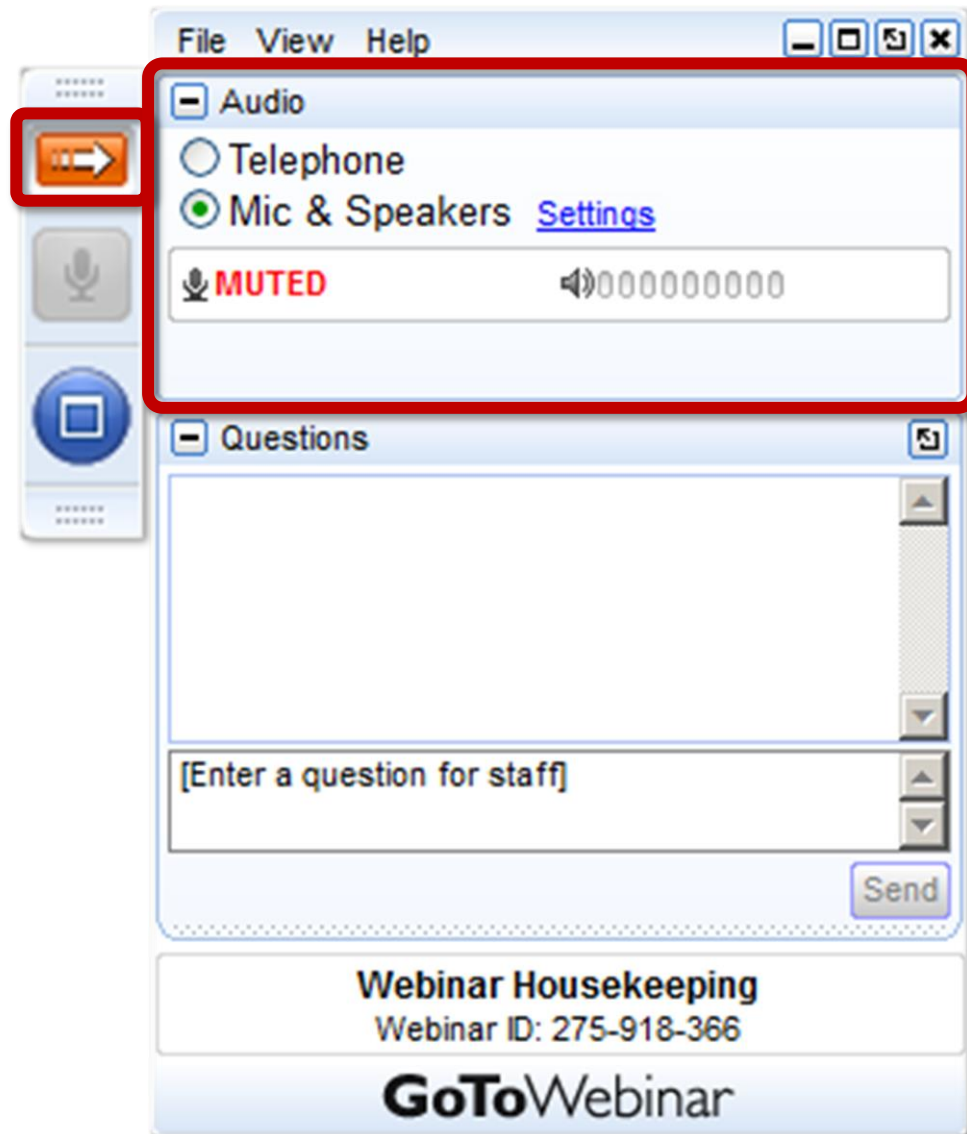 File View Help
Audio
Telephone
Mic & Speakers Settings
MUTED
Questions
[Enter a question for staff]
Send
Webinar Housekeeping
Webinar ID: 275-918-366
GoToWebinar